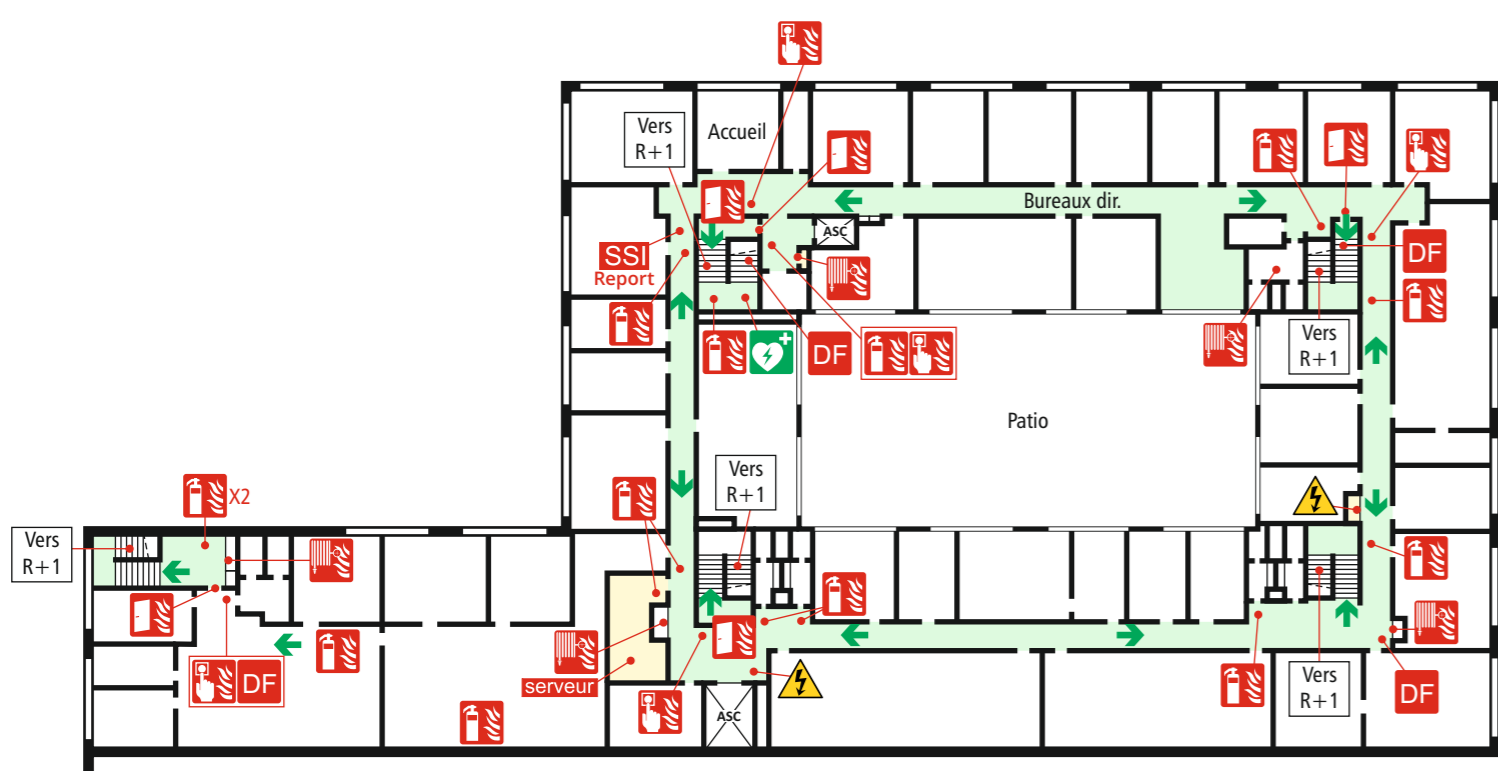 Vers
R+1
Accueil
ASC
Bureaux dir.
SSI
Report
DF
DF
Vers
R+1
Patio
Vers
R+1
X2
Vers
R+1
DF
serveur
ASC
Vers
R+1
DF